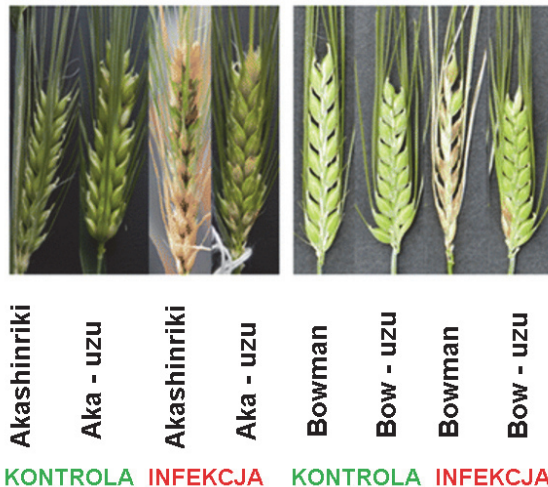 Akashinriki
Aka - uzu
Akashinriki
Aka - uzu
Bowman
Bow - uzu
Bowman
Bow - uzu
KONTROLA INFEKCJA KONTROLA INFEKCJA